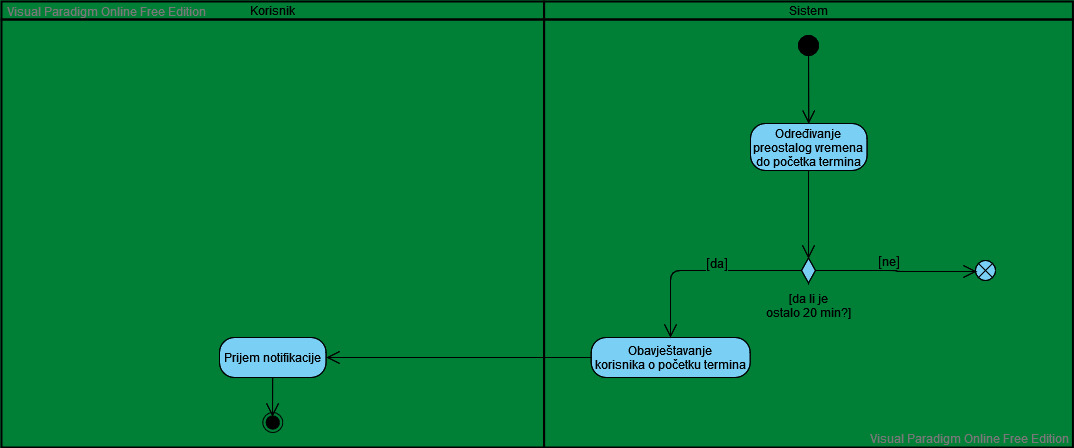 Visual Paradigm Online Free Edition
Korisnik
Sistem
Određivanje
preostalog vremena
do početka termina
[da]
[ne]
[da li je
ostalo 20 min?]
Obavještavanje
korisnika o početku termina
Prijem notifikacije
Visual Paradigm Online Free Edition